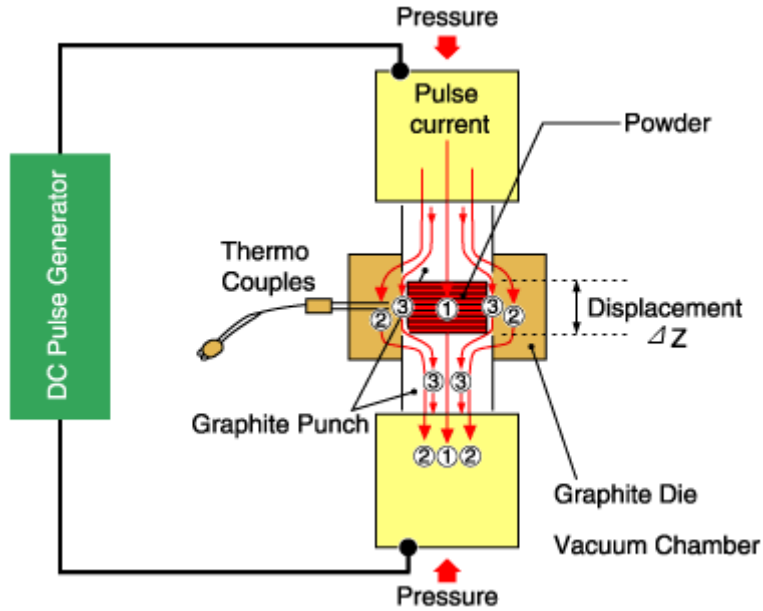 Pressure
Pulse
current
Powder
DC Pulse Generator
Thermo
Couples
③
①
③
②
②
Displacement
⊿Z
③
③
Graphite Punch
②①②
Graphite Die
Vacuum Chamber
Pressure